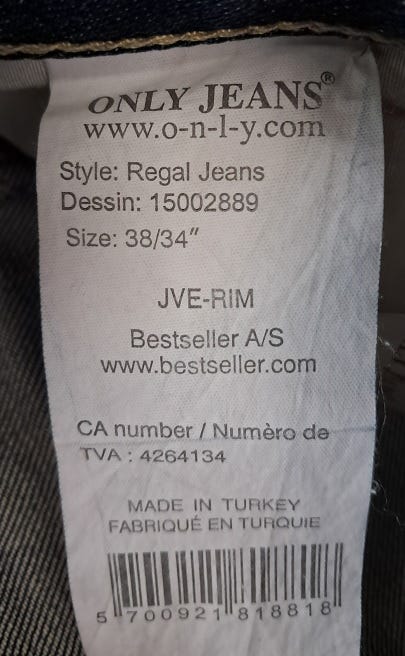 ONLY JEANS®
www.o-n-l-y.com
Style: Regal Jeans
Dessin: 15002889
Size: 38/34"
JVE-RIM
Bestseller A/S
www.bestseller.com
CA number / Numèro de
TVA : 4264134
MADE IN TURKEY
FABRIQUÉ EN TURQUIE
5 700921 818818